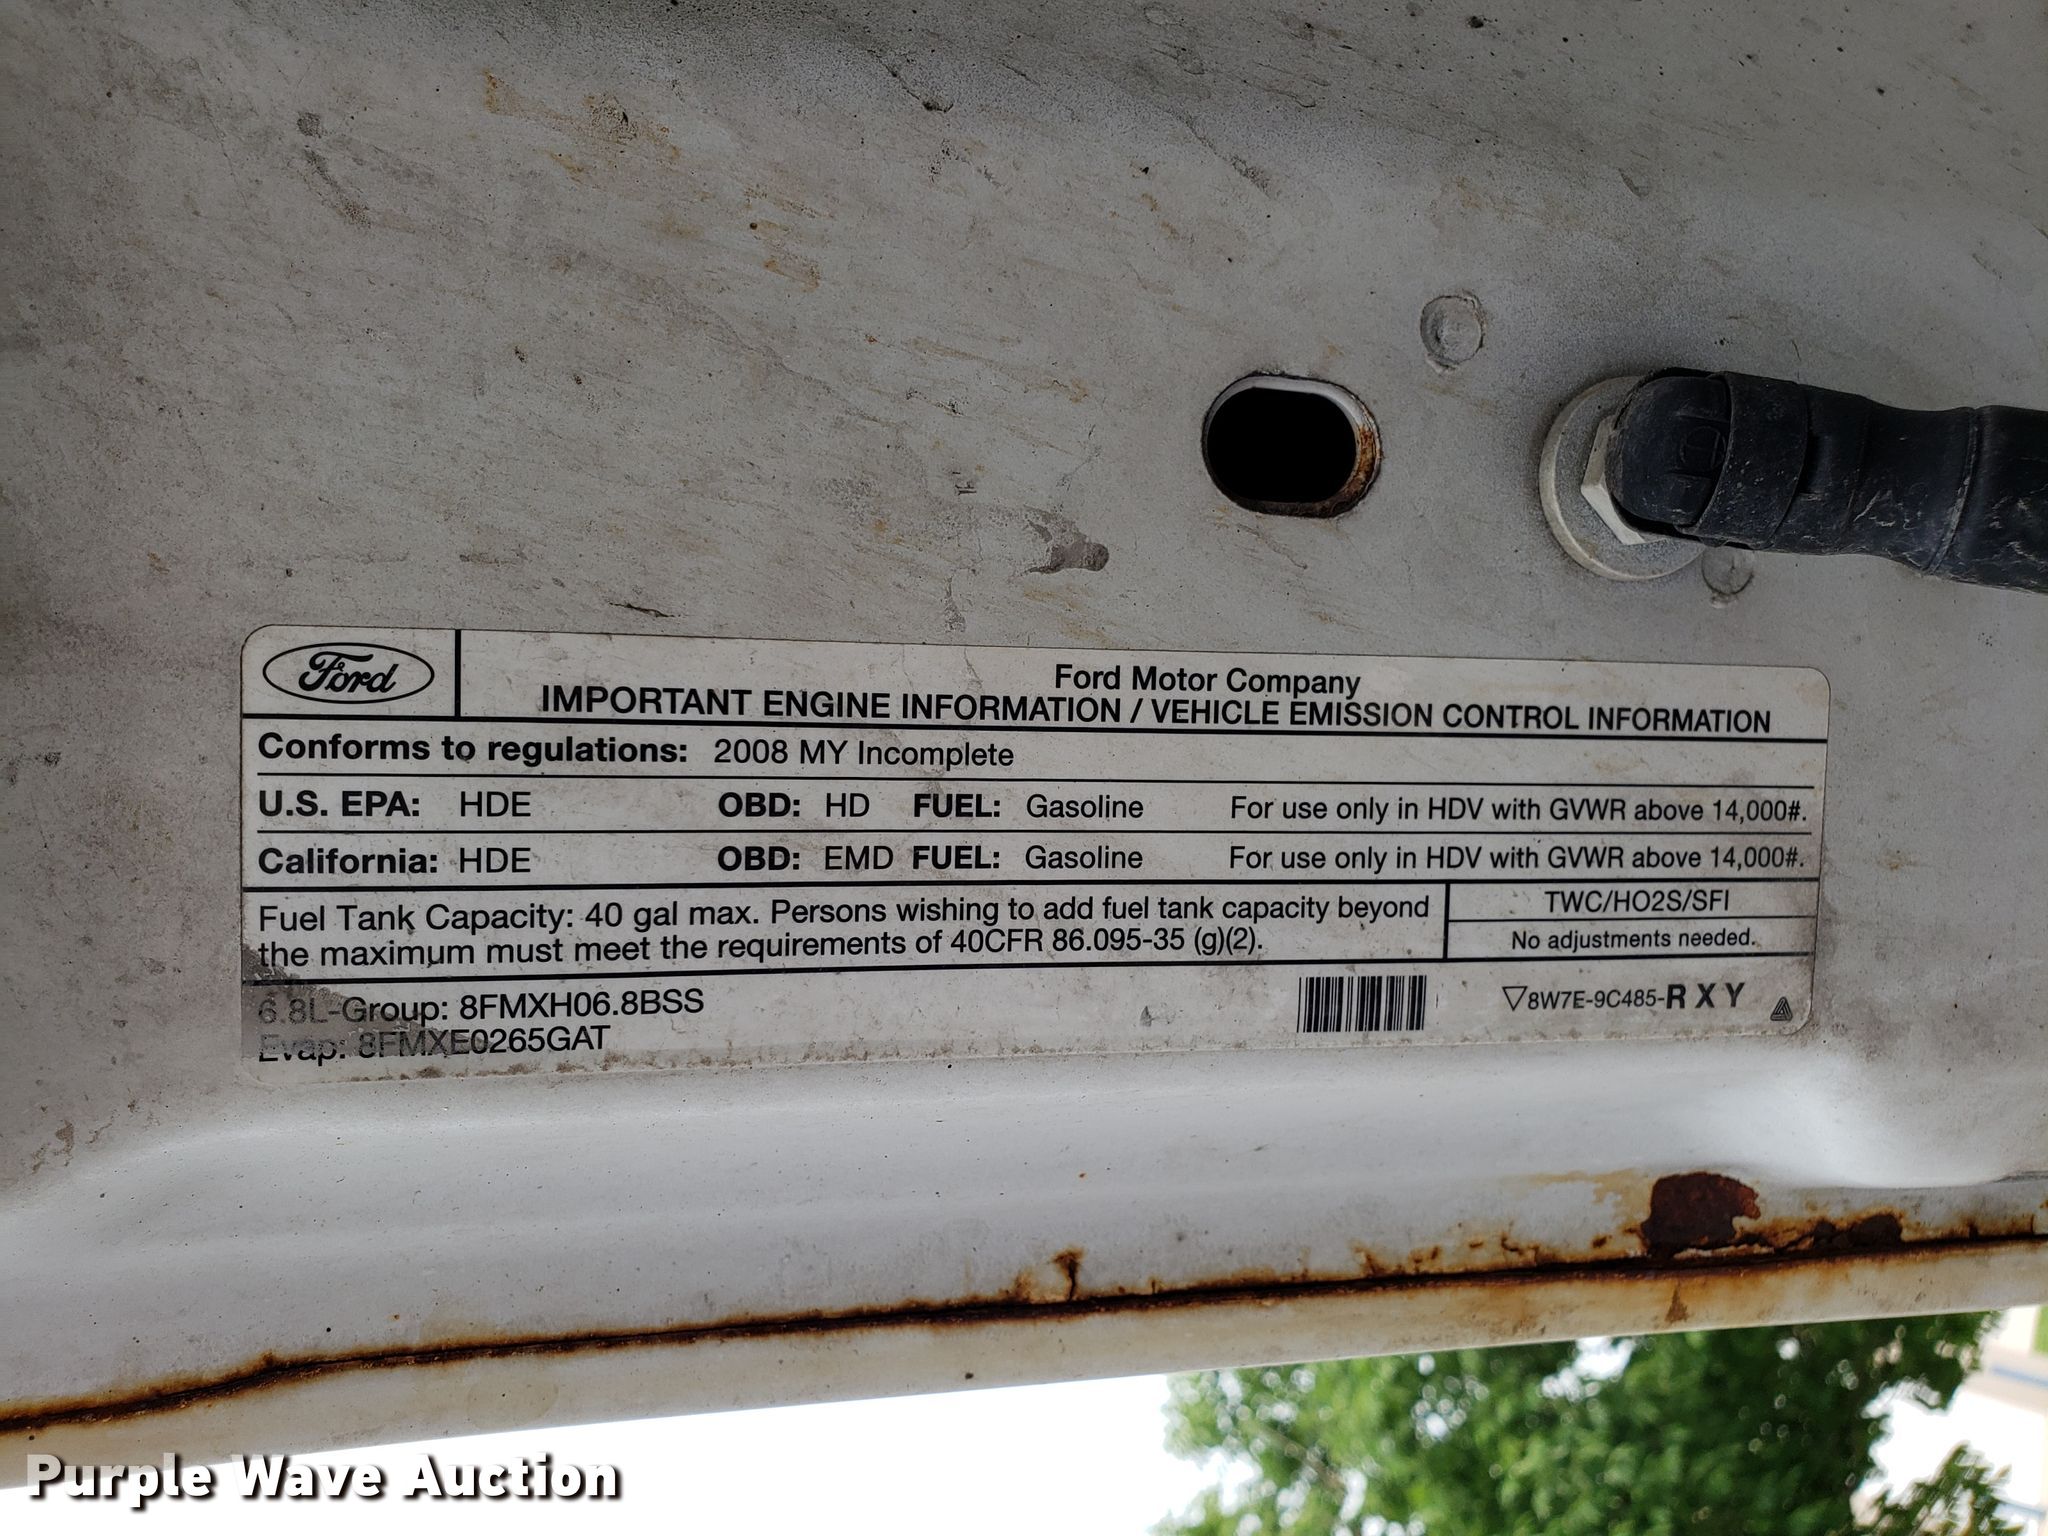 Ford
Ford Motor Company
IMPORTANT ENGINE INFORMATION / VEHICLE EMISSION CONTROL INFORMATION
Conforms to regulations: 2008 MY Incomplete
U.S. EPA: HDE OBD: HD FUEL: Gasoline For use only in HDV with GVWR above 14,000#.
California: HDE OBD: EMD FUEL: Gasoline For use only in HDV with GVWR above 14,000#.
Fuel Tank Capacity: 40 gal max. Persons wishing to add fuel tank capacity beyond
the maximum must meet the requirements of 40CFR 86.095-35 (g)(2).
TWC/HO2S/SFI
No adjustments needed.
6.8L-Group: 8FMXH06.8BSS
Evap: 8FMXE0265GAT
▽8W7E-9C485-RXY
Purple Wave Auction